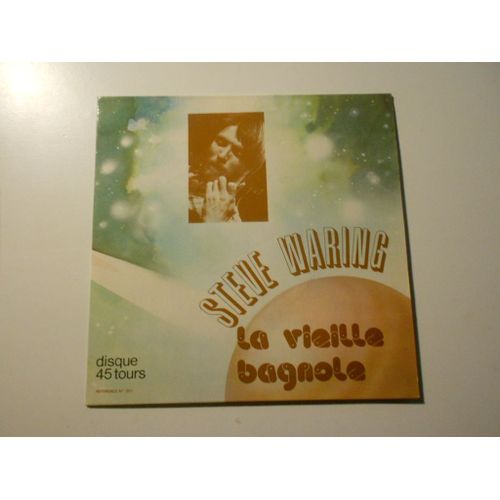 STEVE WARING
la vieille
bagnole
disque
45 tours